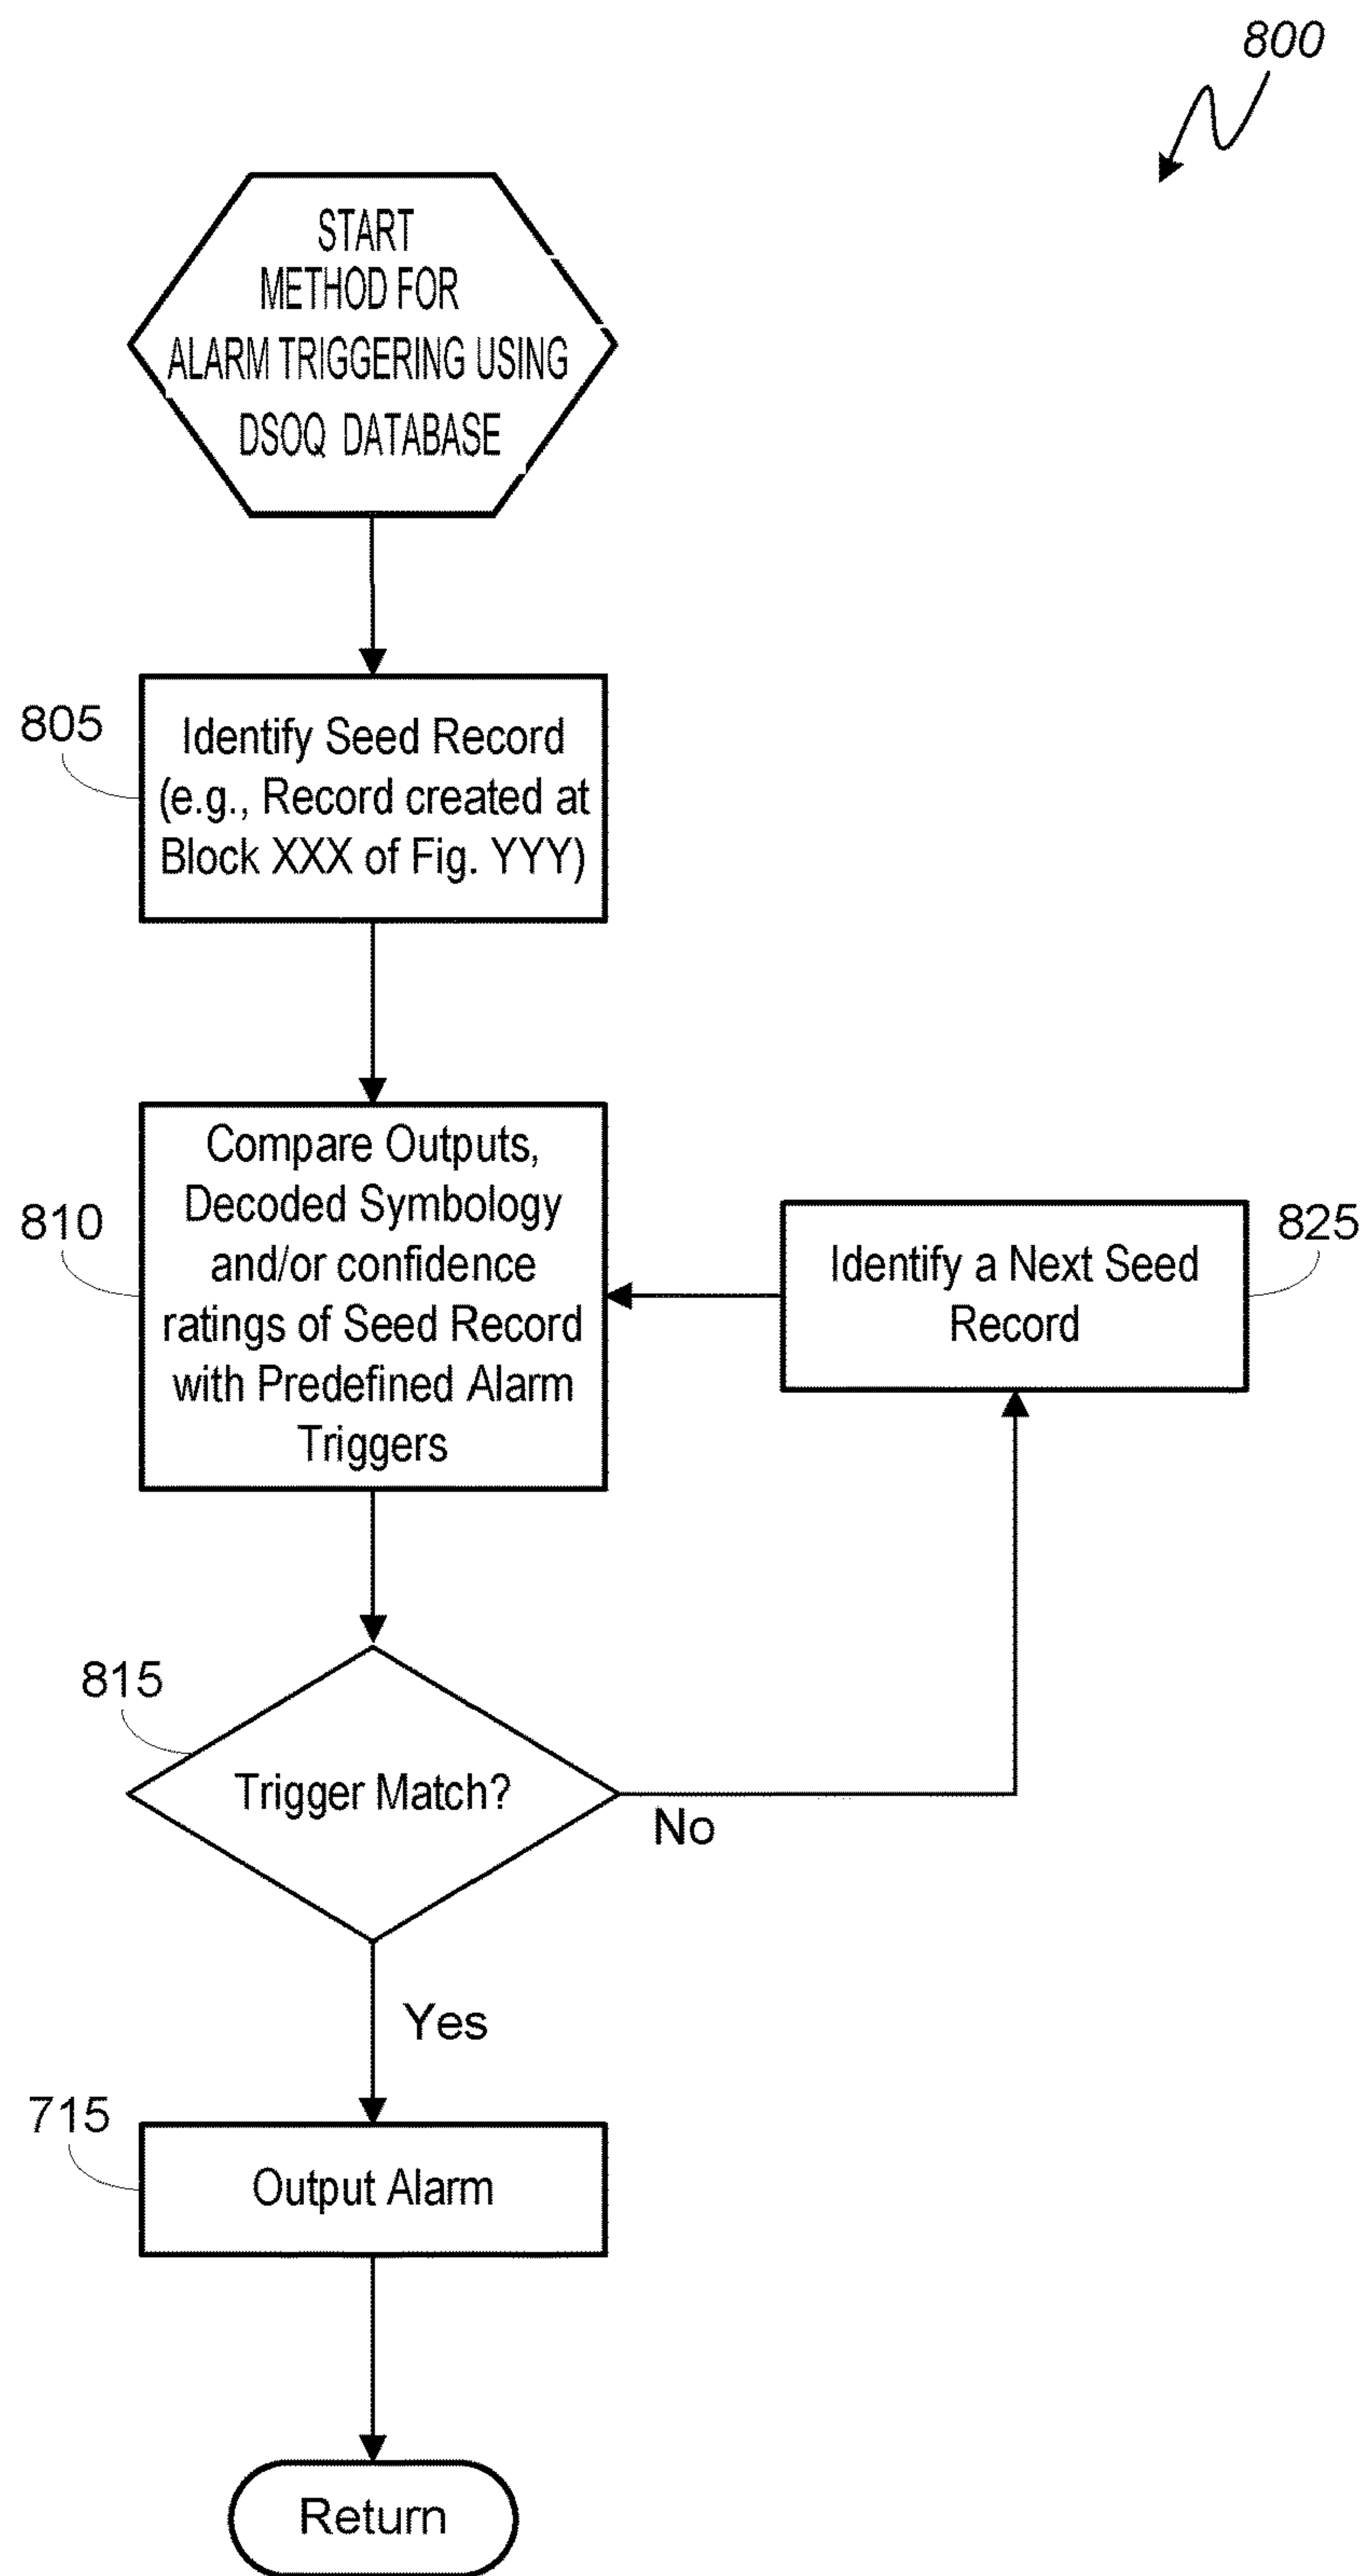 800
START
METHOD FOR
ALARM TRIGGERING USING
DSOQ DATABASE
805
Identify Seed Record
(e.g., Record created at
Block XXX of Fig. YYY)
810
Compare Outputs,
Decoded Symbology
and/or confidence
ratings of Seed Record
with Predefined Alarm
Triggers
825
Identify a Next Seed
Record
815
Trigger Match?
No
Yes
715
Output Alarm
Return